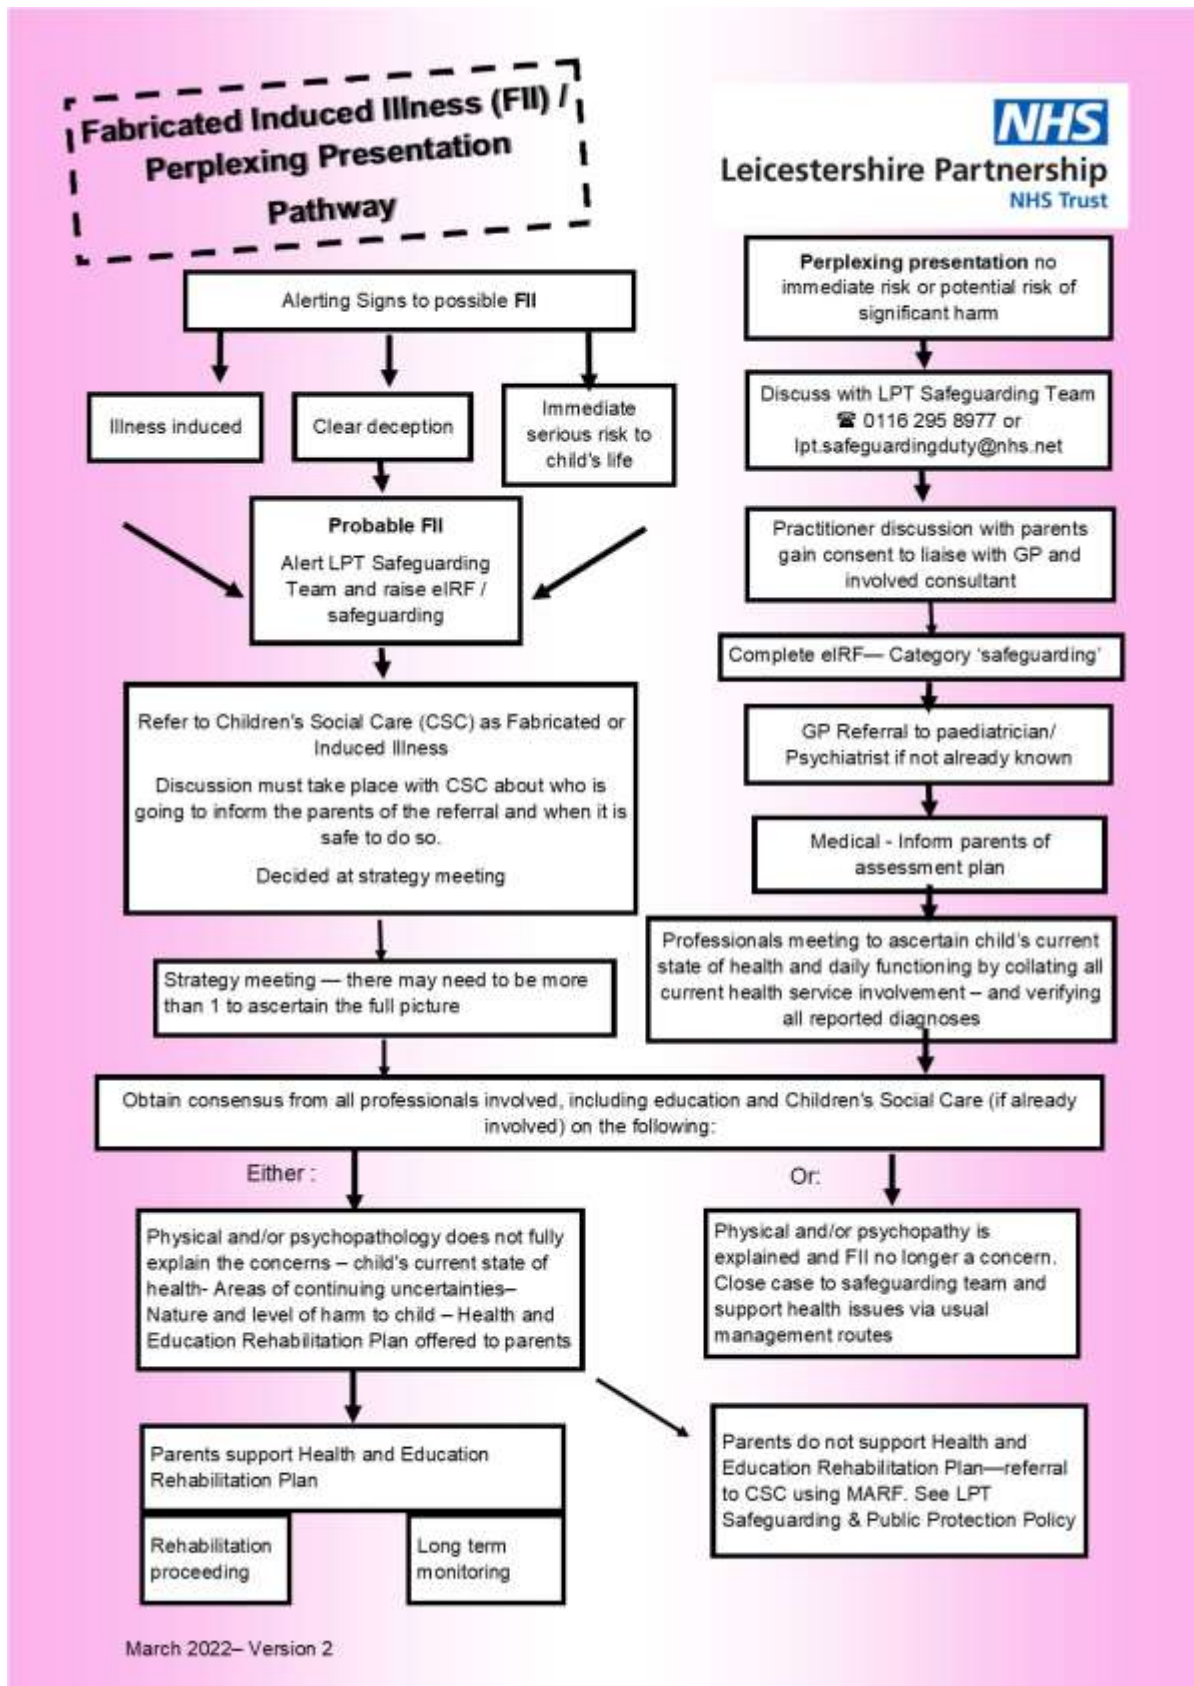 Fabricated Induced Illness (FII) /
Perplexing Presentation
Pathway
NHS
Leicestershire Partnership
NHS Trust
Alerting Signs to possible FII
Illness induced
Clear deception
Immediate
serious risk to
child's life
Probable FII
Alert LPT Safeguarding
Team and raise eIRF /
safeguarding
Refer to Children's Social Care (CSC) as Fabricated or
Induced Illness
Discussion must take place with CSC about who is
going to inform the parents of the referral and when it is
safe to do so.
Decided at strategy meeting
Strategy meeting — there may need to be more
than 1 to ascertain the full picture
Perplexing presentation no
immediate risk or potential risk of
significant harm
Discuss with LPT Safeguarding Team
☎ 0116 295 8977 or
lpt.safeguardingduty@nhs.net
Practitioner discussion with parents
gain consent to liaise with GP and
involved consultant
Complete eIRF— Category 'safeguarding'
GP Referral to paediatrician/
Psychiatrist if not already known
Medical - Inform parents of
assessment plan
Professionals meeting to ascertain child's current
state of health and daily functioning by collating all
current health service involvement – and verifying
all reported diagnoses
Obtain consensus from all professionals involved, including education and Children's Social Care (if already
involved) on the following:
Either :
Physical and/or psychopathology does not fully
explain the concerns – child's current state of
health- Areas of continuing uncertainties–
Nature and level of harm to child – Health and
Education Rehabilitation Plan offered to parents
Or:
Physical and/or psychopathy is
explained and FII no longer a concern.
Close case to safeguarding team and
support health issues via usual
management routes
Parents support Health and Education
Rehabilitation Plan
Rehabilitation
proceeding
Long term
monitoring
Parents do not support Health and
Education Rehabilitation Plan—referral
to CSC using MARF. See LPT
Safeguarding & Public Protection Policy
March 2022– Version 2